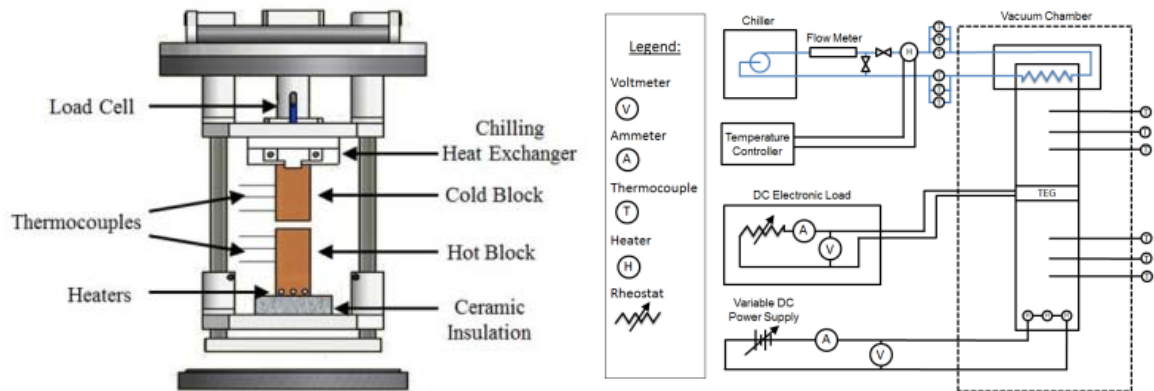 Load Cell
Chilling
Heat Exchanger
Thermocouples
Cold Block
Hot Block
Heaters
Ceramic
Insulation
Legend:
Voltmeter
V
Ammeter
A
Thermocouple
T
Heater
H
Rheostat
Chiller
Flow Meter
H
T
T
T
T
T
T
Vacuum Chamber
T
T
T
Temperature
Controller
TEG
DC Electronic Load
A
V
T
T
T
Variable DC
Power Supply
A
V
H
H
H